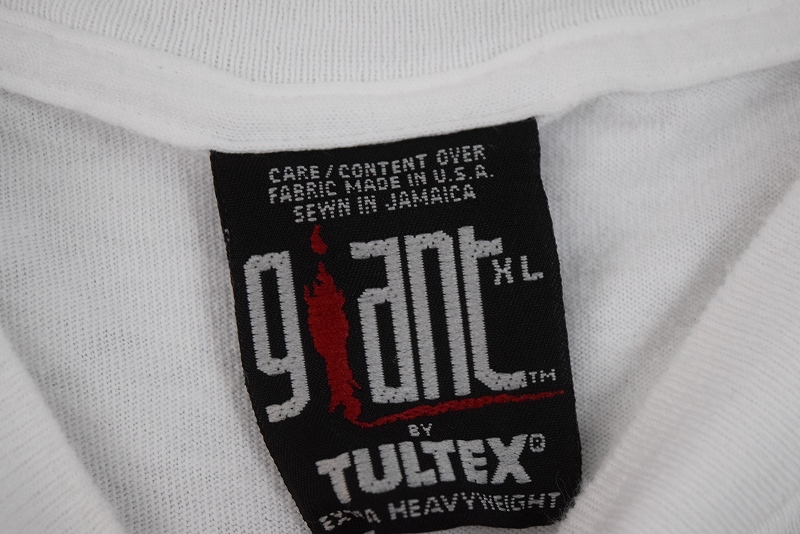 CARE/CONTENT OVER
FABRIC MADE IN U.S.A.
SEWN IN JAMAICA
giant XL
TM
BY
TULTEX®
EXTRA HEAVYWEIGHT